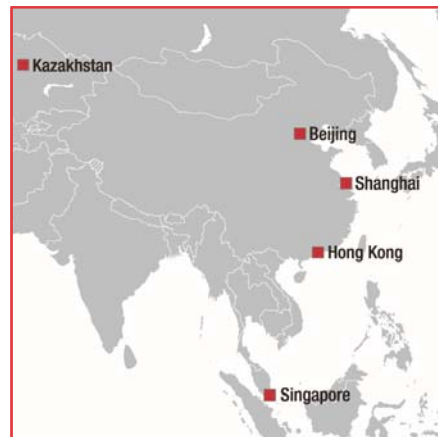 Kazakhstan
Beijing
Shanghai
Hong Kong
Singapore